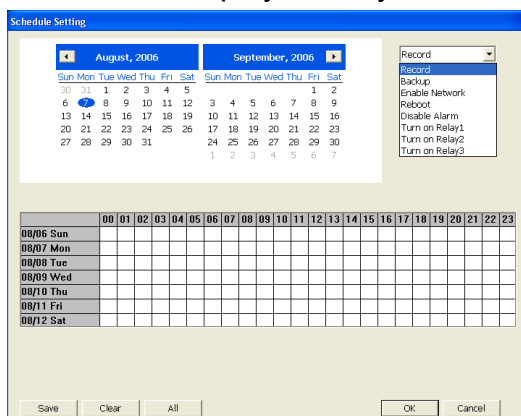 Schedule Setting
August, 2006 September, 2006 Record
Sun Mon Tue Wed Thu Fri Sat Sun Mon Tue Wed Thu Fri Sat Record
30 31 1 2 3 4 5 1 2 Backup
6 7 8 9 10 11 12 3 4 5 6 7 8 9 Enable Network
13 14 15 16 17 18 19 10 11 12 13 14 15 16 Reboot
20 21 22 23 24 25 26 17 18 19 20 21 22 23 Disable Alarm
27 28 29 30 31 24 25 26 27 28 29 30 Turn on Relay1
1 2 3 4 5 6 7 Turn on Relay2
Turn on Relay3
00 01 02 03 04 05 06 07 08 09 10 11 12 13 14 15 16 17 18 19 20 21 22 23
08/06 Sun
08/07 Mon
08/08 Tue
08/09 Wed
08/10 Thu
08/11 Fri
08/12 Sat
Save Clear All OK Cancel